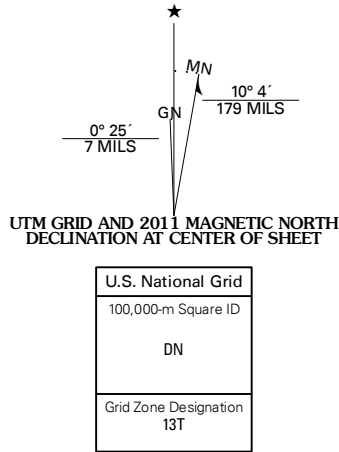 ★
MN
GN
10° 4´
179 MILS
0° 25´
7 MILS
UTM GRID AND 2011 MAGNETIC NORTH
DECLINATION AT CENTER OF SHEET
U.S. National Grid
100,000-m Square ID
DN
Grid Zone Designation
13T